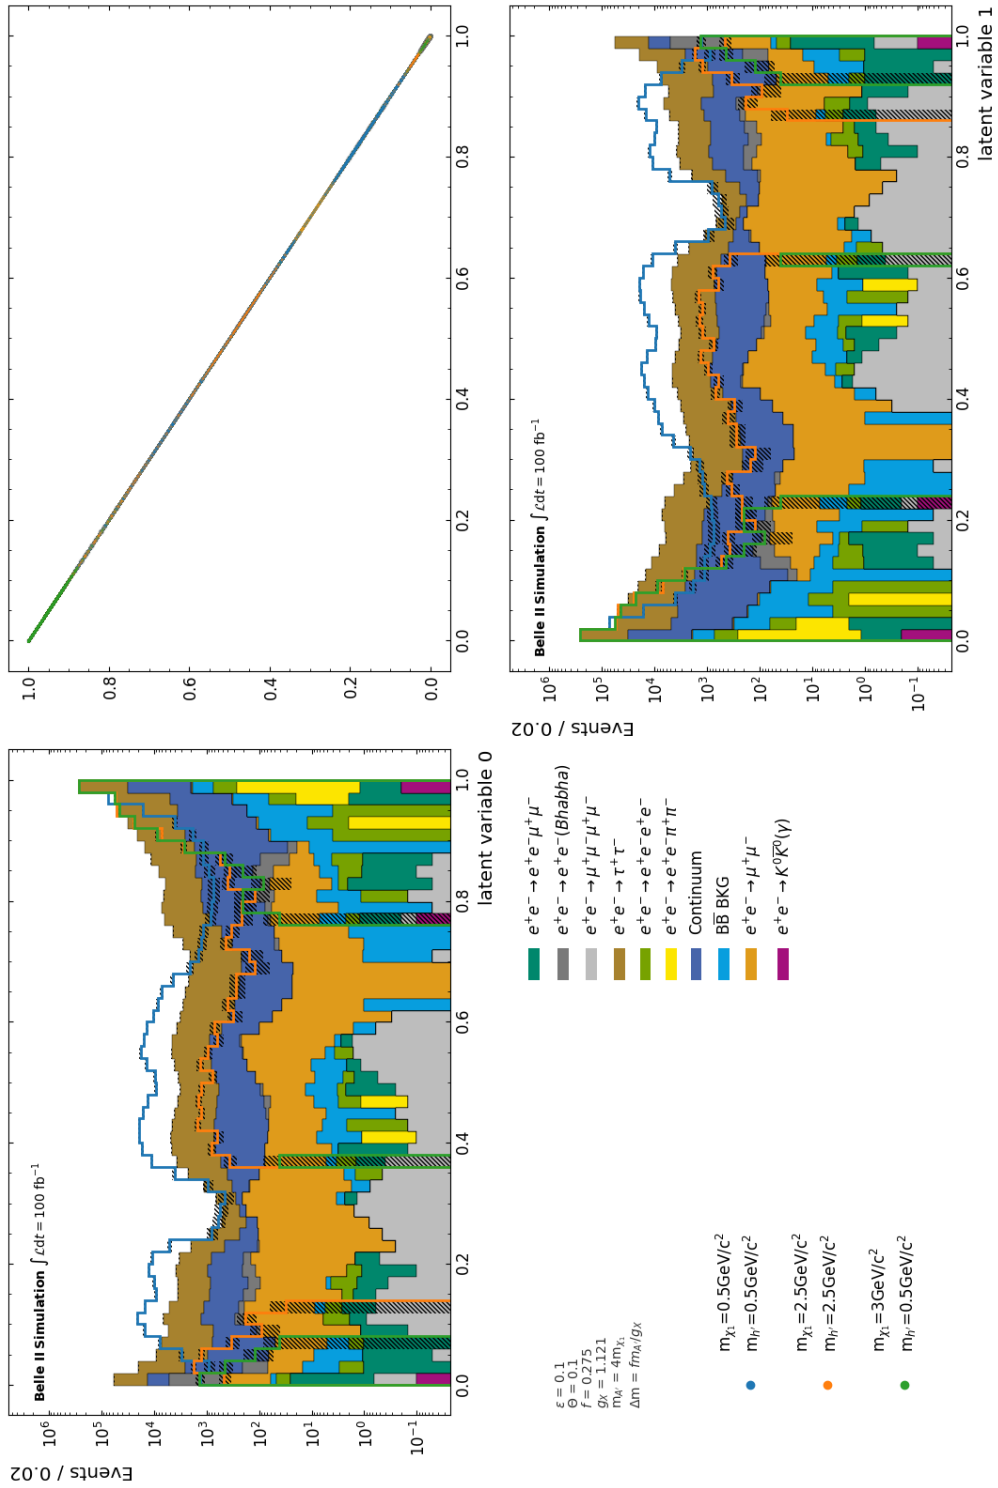 Belle II Simulation ∫ℒdt = 100 fb⁻¹
Events / 0.02
10⁶
10⁵
10⁴
10³
10²
10¹
10⁰
10⁻¹
0.0 0.2 0.4 0.6 0.8 1.0
latent variable 0
1.0
0.8
0.6
0.4
0.2
0.0
0.0 0.2 0.4 0.6 0.8 1.0
ε = 0.1
Θ = 0.1
f = 0.275
g_X = 1.121
m_A′ = 4m_χ₁
Δm = fm_A′/g_X
m_χ₁=0.5GeV/c²
m_h′=0.5GeV/c²
m_χ₁=2.5GeV/c²
m_h′=2.5GeV/c²
m_χ₁=3GeV/c²
m_h′=0.5GeV/c²
e⁺e⁻→e⁺e⁻μ⁺μ⁻
e⁺e⁻→e⁺e⁻(Bhabha)
e⁺e⁻→μ⁺μ⁻μ⁺μ⁻
e⁺e⁻→τ⁺τ⁻
e⁺e⁻→e⁺e⁻e⁺e⁻
e⁺e⁻→e⁺e⁻π⁺π⁻
Continuum
BB̅ BKG
e⁺e⁻→μ⁺μ⁻
e⁺e⁻→K⁰K̅⁰(γ)
Belle II Simulation ∫ℒdt = 100 fb⁻¹
Events / 0.02
10⁶
10⁵
10⁴
10³
10²
10¹
10⁰
10⁻¹
0.0 0.2 0.4 0.6 0.8 1.0
latent variable 1